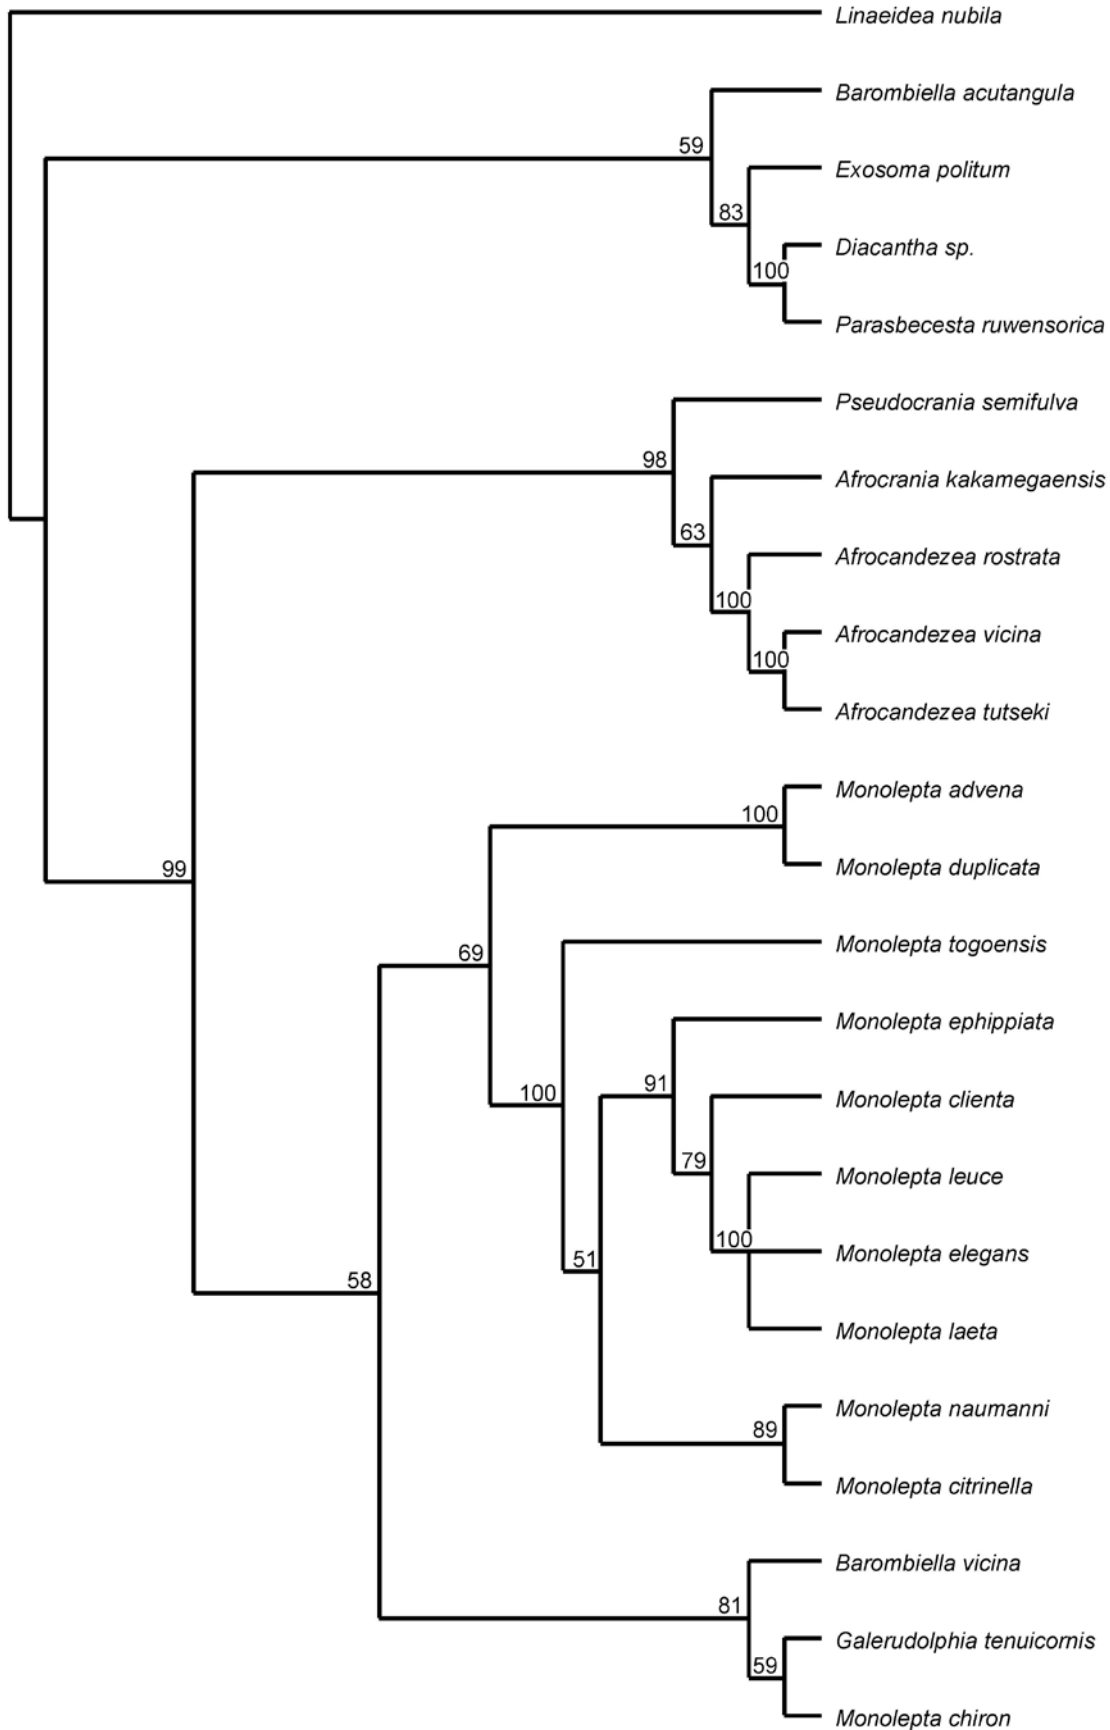 Linaeidea nubila
Barombiella acutangula
59
Exosoma politum
83
Diacantha sp.
100
Parasbecesta ruwensorica
Pseudocrania semifulva
98
Afrocrania kakamegaensis
63
Afrocandezea rostrata
100
Afrocandezea vicina
100
Afrocandezea tutseki
Monolepta advena
100
Monolepta duplicata
99
Monolepta togoensis
69
Monolepta ephippiata
91
100
Monolepta clienta
79
Monolepta leuce
100
Monolepta elegans
51
58
Monolepta laeta
Monolepta naumanni
89
Monolepta citrinella
Barombiella vicina
81
Galerudolphia tenuicornis
59
Monolepta chiron